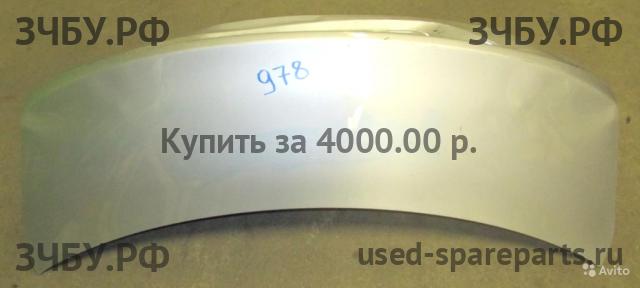 ЗЧБУ.РФ ЗЧБУ.РФ
978
Купить за 4000.00 р.
ЗЧБУ.РФ used-spareparts.ru
Avito